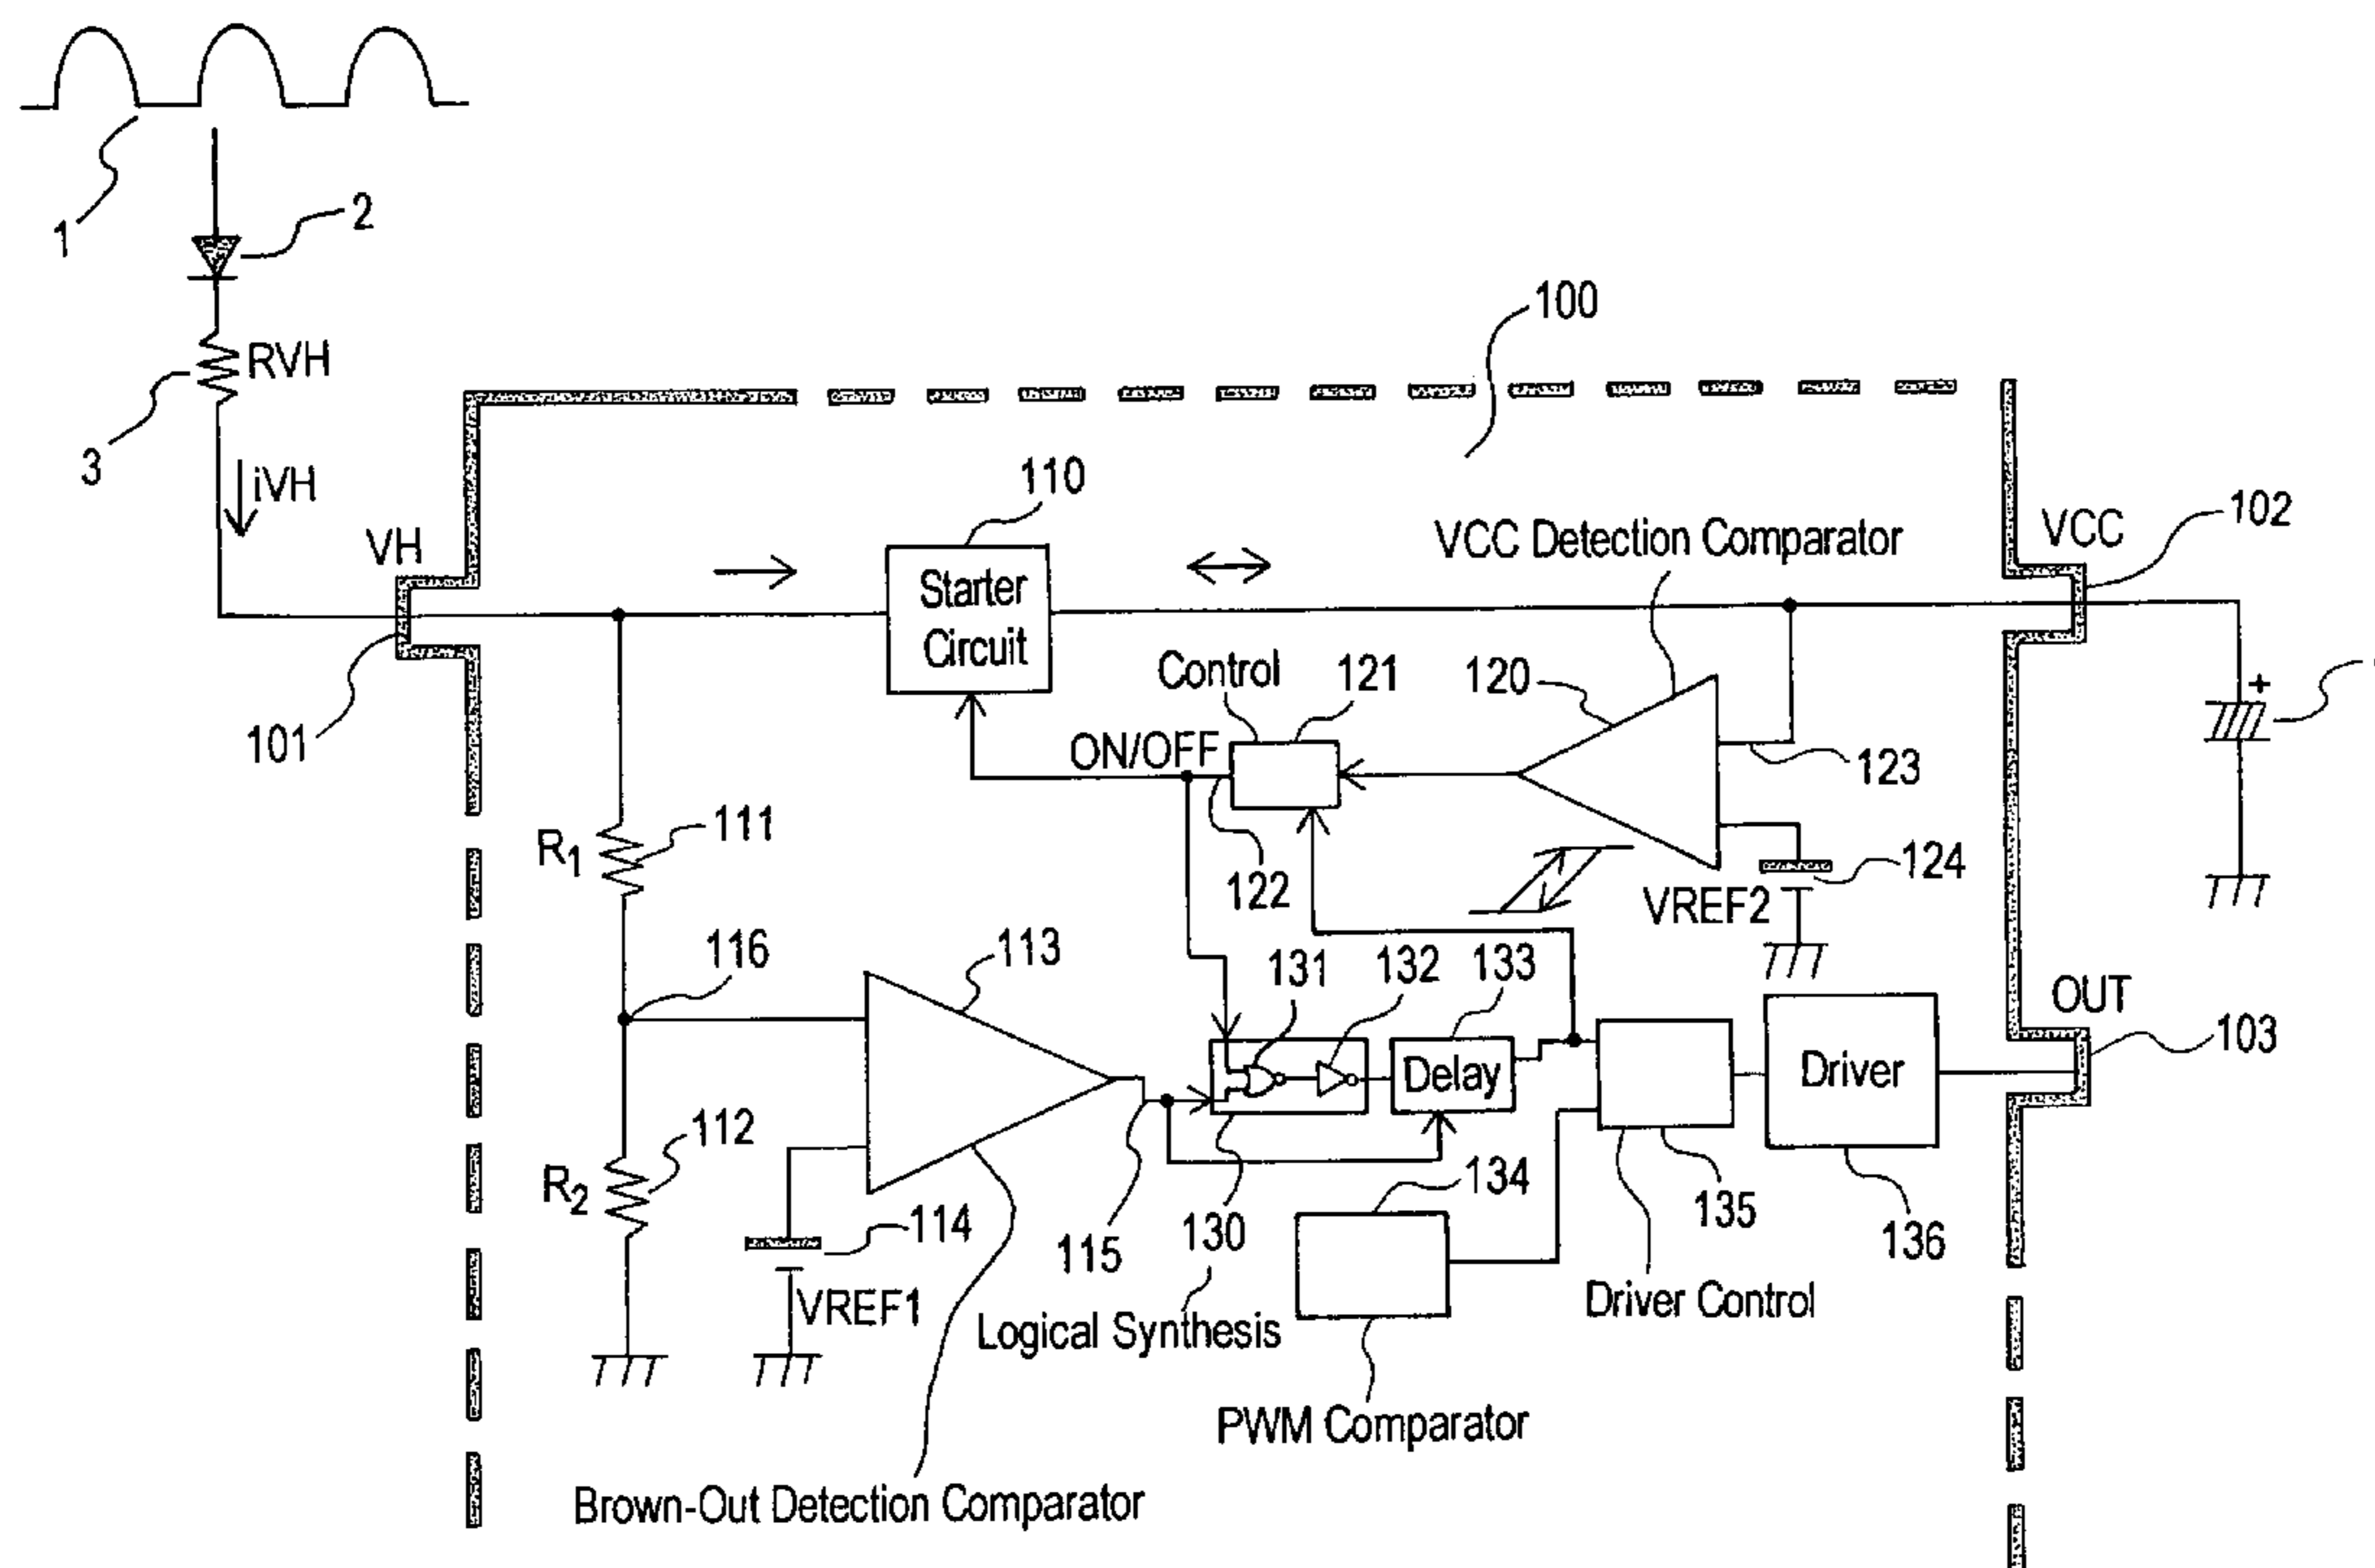 1
2
RVH
3
iVH
100
VH
101
110
Starter
Circuit
VCC Detection Comparator
VCC
102
Control
121
120
+
ON/OFF
123
R1
111
122
124
VREF2
116
113
131
132
133
OUT
103
Delay
Driver
R2
112
114
115
130
134
135
136
VREF1
Logical Synthesis
Driver Control
PWM Comparator
Brown-Out Detection Comparator